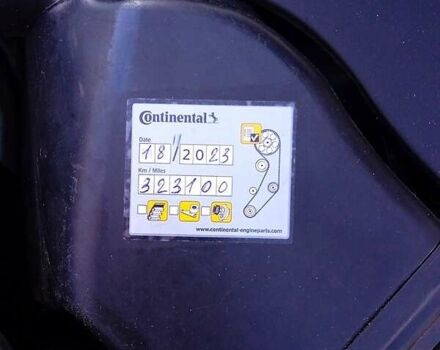 Continental
Date
18 11 2023
Km / Miles
323100
www.continental-engineparts.com